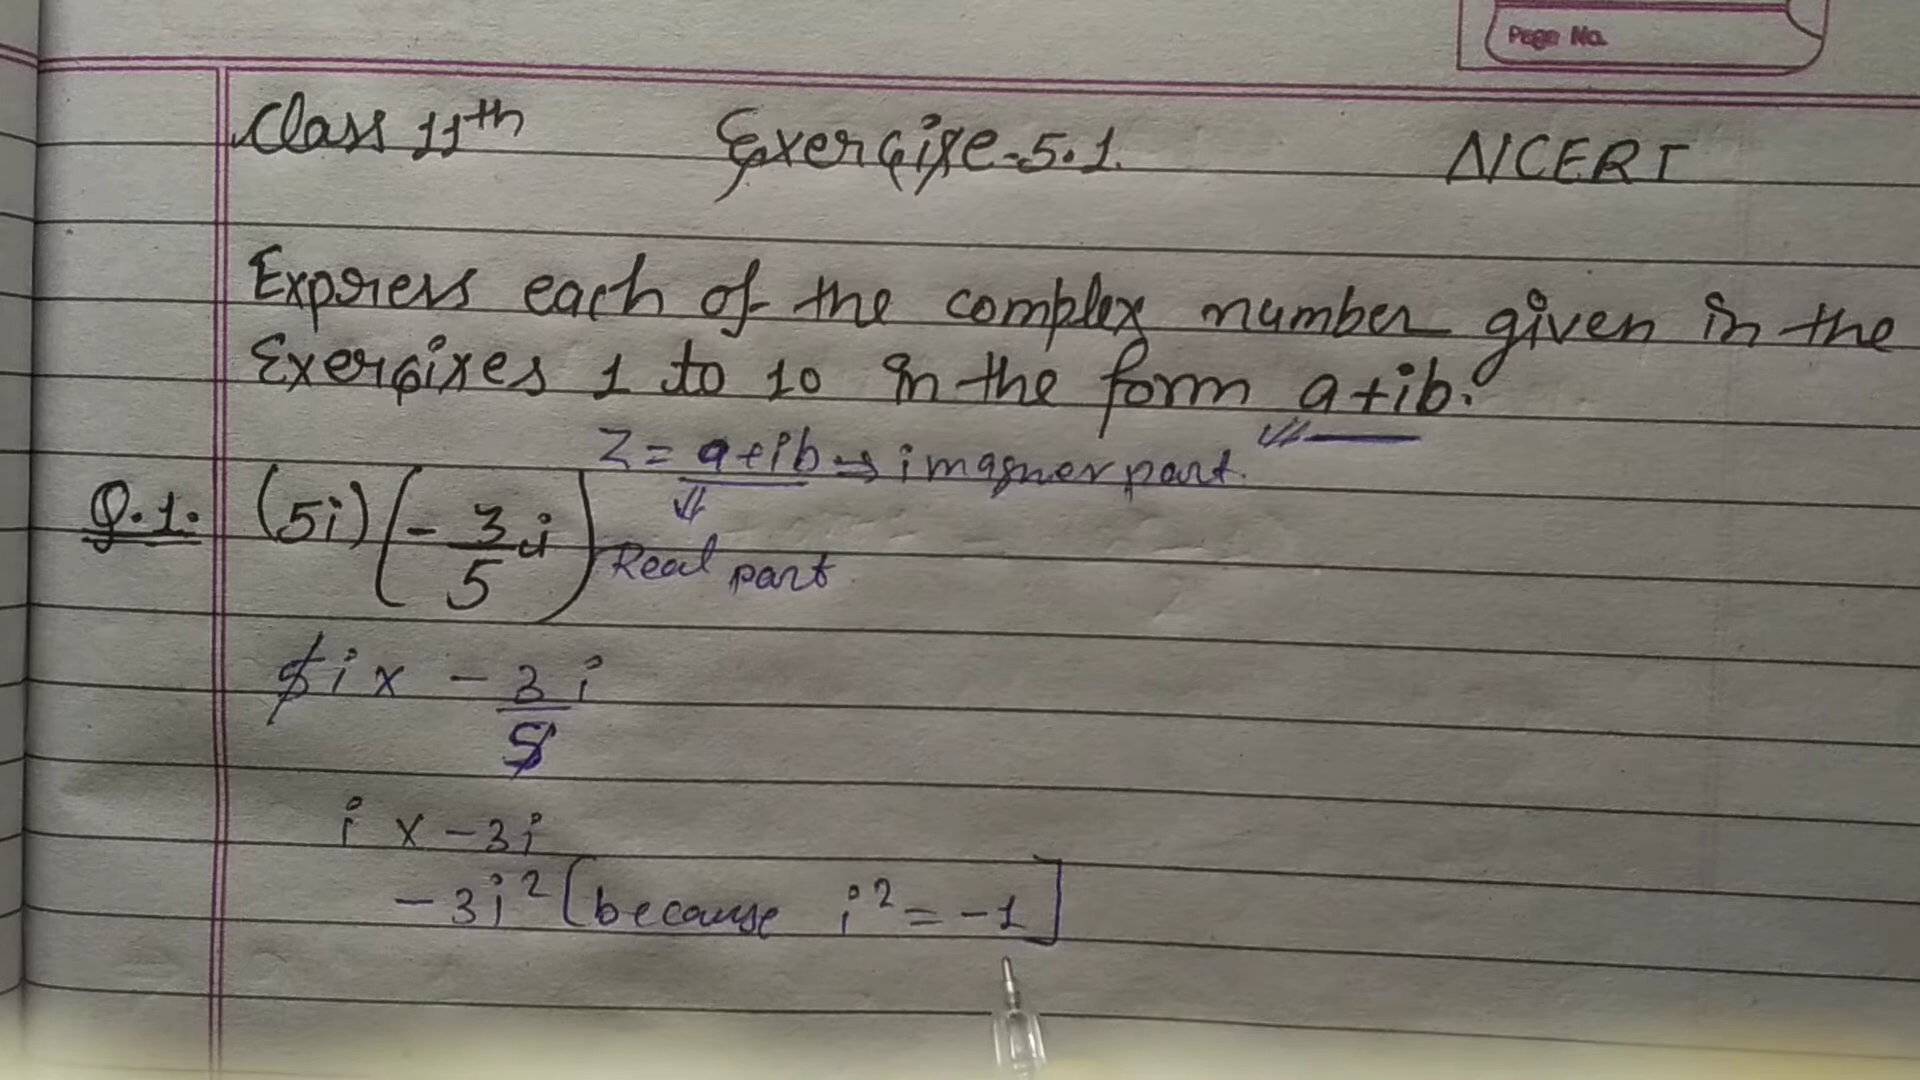 Page No.
Class 11th Exercise-5.1. NCERT
Express each of the complex number given in the
Exercises 1 to 10 in the form a+ib.
Z = a+ib → imagner part.
Q.1. (5i) (-3/5 i)
Real part
5i x -3/5 i
i x -3i
-3i² [because i² = -1]